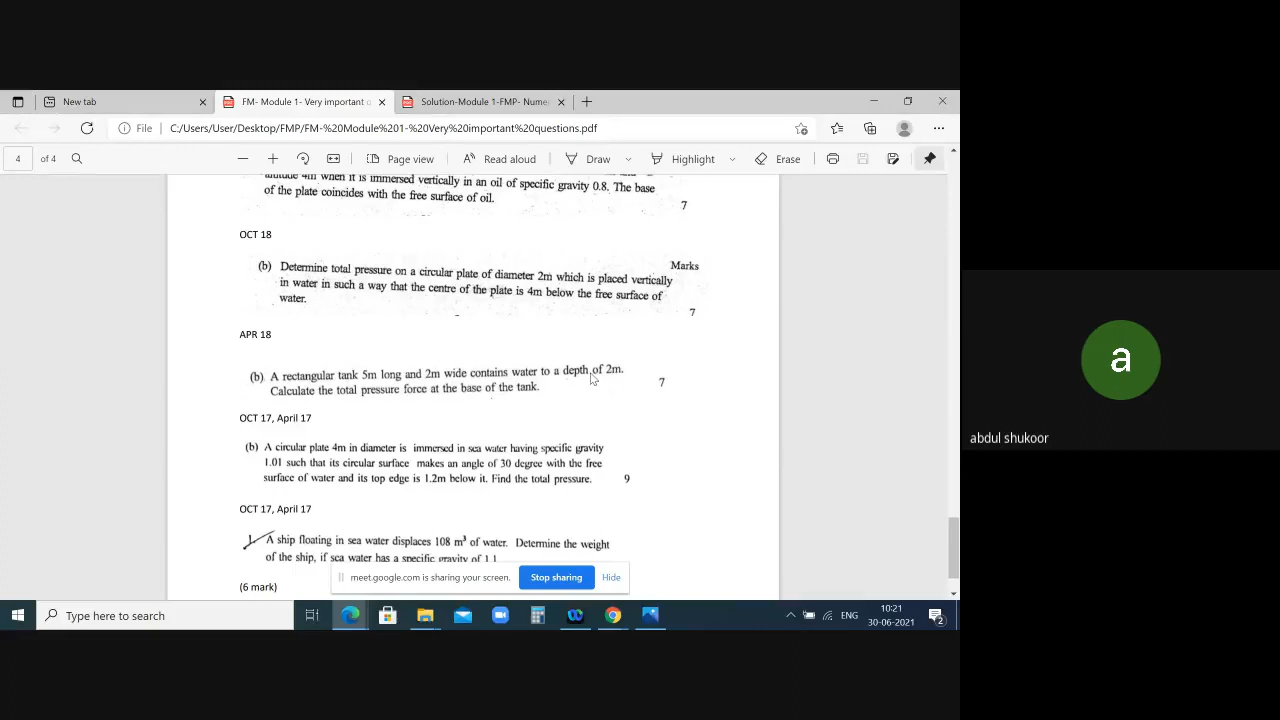 New tab
FM- Module 1- Very important
Solution-Module 1-FMP- Nume
File
C:/Users/User/Desktop/FMP/FM-%20Module%201-%20Very%20important%20questions.pdf
4 of 4
Page view
Read aloud
Draw
Highlight
Erase
4m when it is immersed vertically in an oil of specific gravity 0.8. The base
of the plate coincides with the free surface of oil.
7
OCT 18
Marks
(b) Determine total pressure on a circular plate of diameter 2m which is placed vertically
in water in such a way that the centre of the plate is 4m below the free surface of
water.
7
APR 18
(b) A rectangular tank 5m long and 2m wide contains water to a depth of 2m.
Calculate the total pressure force at the base of the tank.
7
OCT 17, April 17
(b) A circular plate 4m in diameter is immersed in sea water having specific gravity
1.01 such that its circular surface makes an angle of 30 degree with the free
surface of water and its top edge is 1.2m below it. Find the total pressure.
9
OCT 17, April 17
1. A ship floating in sea water displaces 108 m³ of water. Determine the weight
of the ship, if sea water has a specific gravity of 1.1
(6 mark)
meet.google.com is sharing your screen.
Stop sharing
Hide
Type here to search
ENG
10:21
30-06-2021
2
a
abdul shukoor